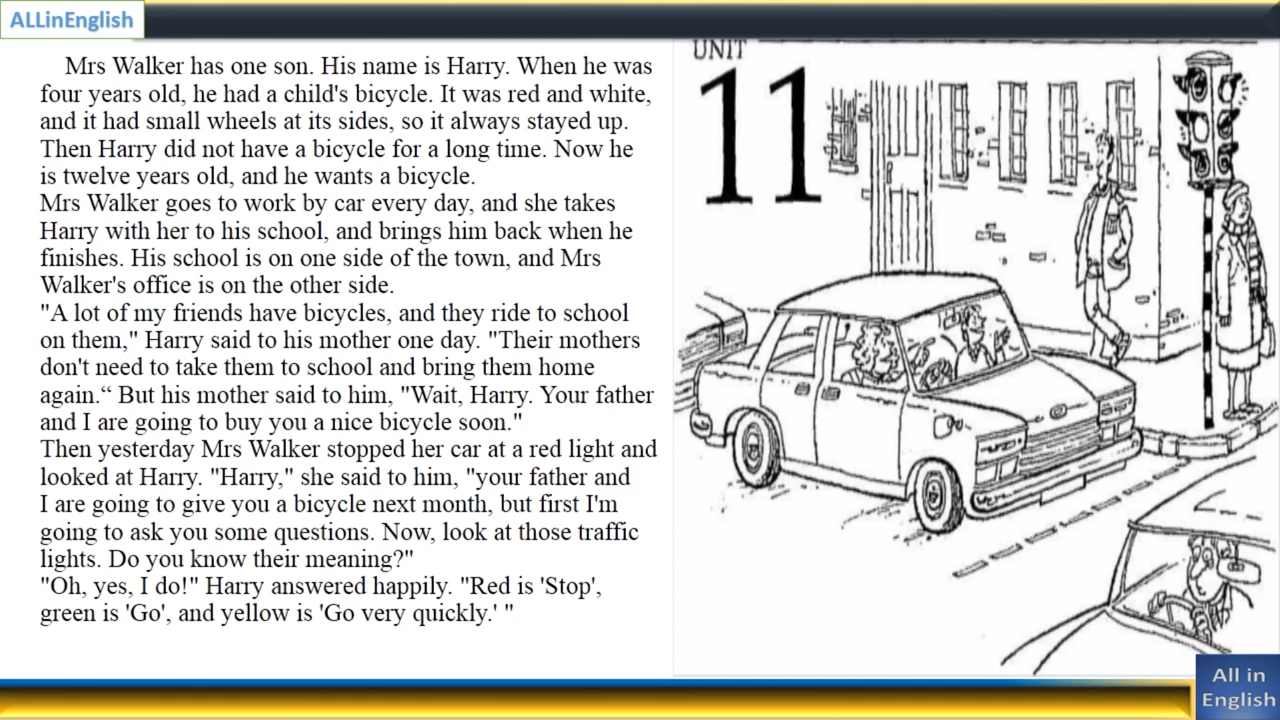 ALLinEnglish
Mrs Walker has one son. His name is Harry. When he was
four years old, he had a child's bicycle. It was red and white,
and it had small wheels at its sides, so it always stayed up.
Then Harry did not have a bicycle for a long time. Now he
is twelve years old, and he wants a bicycle.
Mrs Walker goes to work by car every day, and she takes
Harry with her to his school, and brings him back when he
finishes. His school is on one side of the town, and Mrs
Walker's office is on the other side.
"A lot of my friends have bicycles, and they ride to school
on them," Harry said to his mother one day. "Their mothers
don't need to take them to school and bring them home
again.“ But his mother said to him, "Wait, Harry. Your father
and I are going to buy you a nice bicycle soon."
Then yesterday Mrs Walker stopped her car at a red light and
looked at Harry. "Harry," she said to him, "your father and
I are going to give you a bicycle next month, but first I'm
going to ask you some questions. Now, look at those traffic
lights. Do you know their meaning?"
"Oh, yes, I do!" Harry answered happily. "Red is 'Stop',
green is 'Go', and yellow is 'Go very quickly.' "
UNIT
11
All in
English